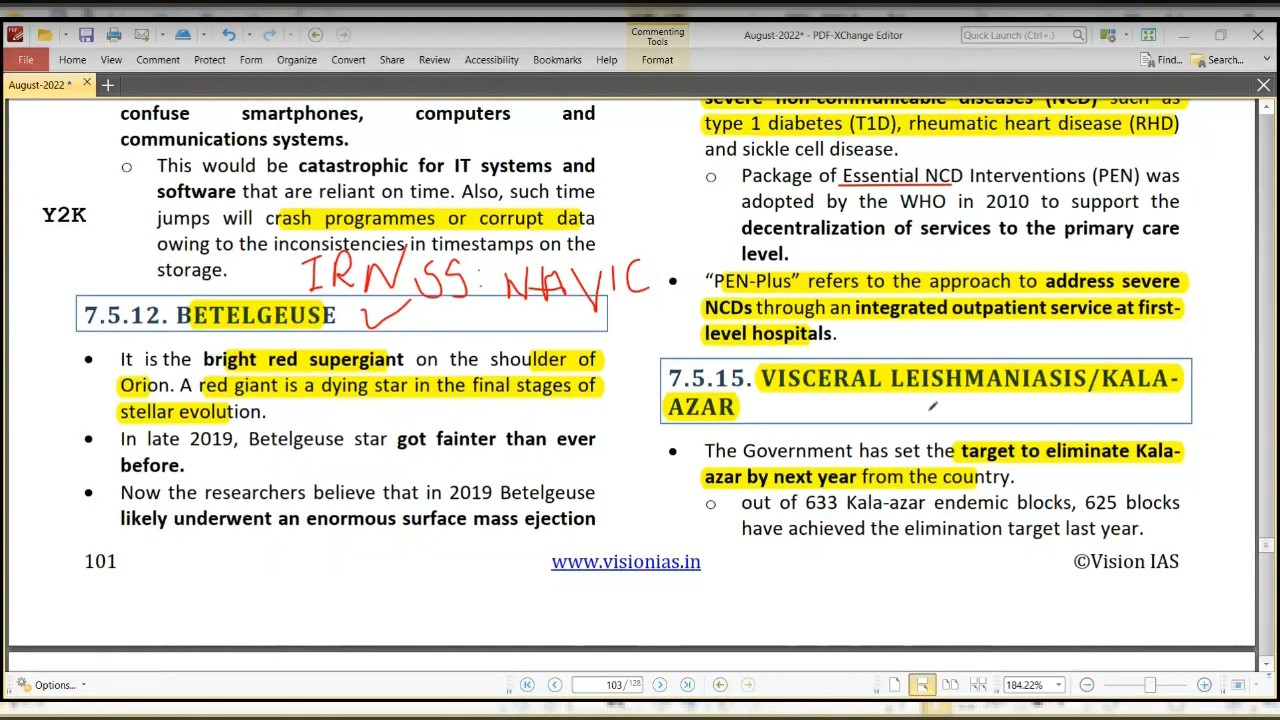 Commenting Tools
August-2022* - PDF-XChange Editor
Quick Launch (Ctrl+.)
File Home View Comment Protect Form Organize Convert Share Review Accessibility Bookmarks Help Format
Find... Search...
August-2022 *
confuse smartphones, computers and
communications systems.
o This would be catastrophic for IT systems and
software that are reliant on time. Also, such time
Y2K
jumps will crash programmes or corrupt data
owing to the inconsistencies in timestamps on the
storage.
IRNSS: NAVIC
7.5.12. BETELGEUSE
• It is the bright red supergiant on the shoulder of
Orion. A red giant is a dying star in the final stages of
stellar evolution.
• In late 2019, Betelgeuse star got fainter than ever
before.
• Now the researchers believe that in 2019 Betelgeuse
likely underwent an enormous surface mass ejection
severe non-communicable diseases (NCD) such as
type 1 diabetes (T1D), rheumatic heart disease (RHD)
and sickle cell disease.
o Package of Essential NCD Interventions (PEN) was
adopted by the WHO in 2010 to support the
decentralization of services to the primary care
level.
• “PEN-Plus” refers to the approach to address severe
NCDs through an integrated outpatient service at first-
level hospitals.
7.5.15. VISCERAL LEISHMANIASIS/KALA-
AZAR
• The Government has set the target to eliminate Kala-
azar by next year from the country.
o out of 633 Kala-azar endemic blocks, 625 blocks
have achieved the elimination target last year.
101 www.visionias.in ©Vision IAS
Options... 103 / 128 184.22%